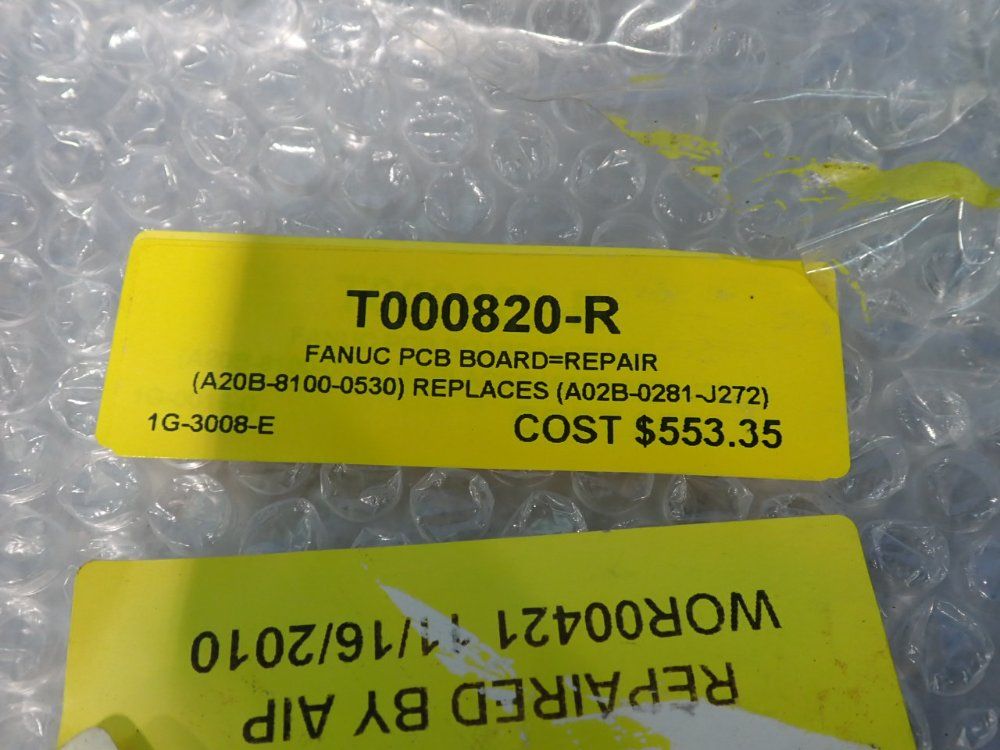 T000820-R
FANUC PCB BOARD=REPAIR
(A20B-8100-0530) REPLACES (A02B-0281-J272)
1G-3008-E COST $553.35
REPAIRED BY AIP
WOR00421 11/16/2010